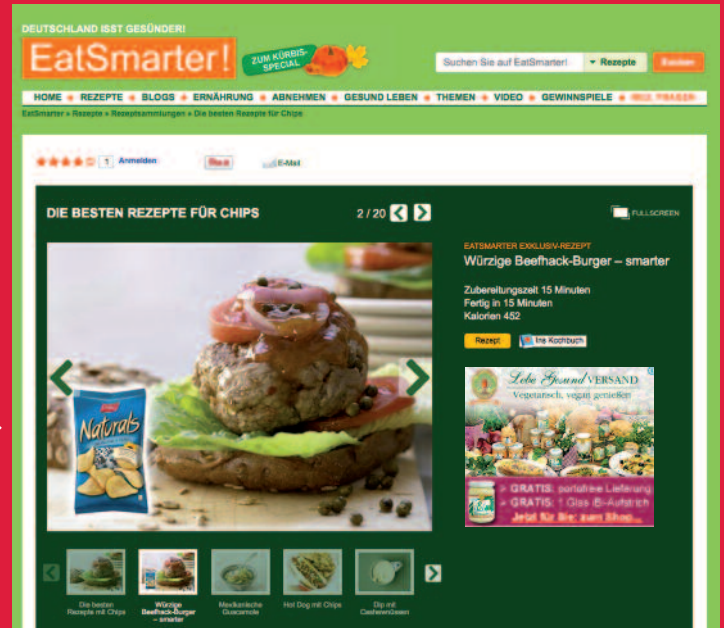 DEUTSCHLAND ISST GESÜNDER!
EatSmarter!
ZUM KÜRBIS-
SPECIAL
Suchen Sie auf EatSmarter!
Rezepte
HOME REZEPTE BLOGS ERNÄHRUNG ABNEHMEN GESUND LEBEN THEMEN VIDEO GEWINNSPIELE
EatSmarter » Rezepte » Rezeptsammlungen » Die besten Rezepte für Chips
1 Anmelden
E-Mail
DIE BESTEN REZEPTE FÜR CHIPS
2 / 20
FULLSCREEN
EATSMARTER EXKLUSIV-REZEPT
Würzige Beefhack-Burger – smarter
Zubereitungszeit 15 Minuten
Fertig in 15 Minuten
Kalorien 452
Rezept
Ins Kochbuch
Naturals
Lebe Gesund VERSAND
Vegetarisch, vegan genießen
> GRATIS: portofreie Lieferung
> GRATIS: 1 Glas -Aufstrich
Jetzt für Sie: zum Shop...
Die besten
Rezepte mit Chips
Würzige
Beefhack-Burger
– smarter
Mexikanische
Guacamole
Hot Dog mit Chips
Dip mit
Cashewnüssen